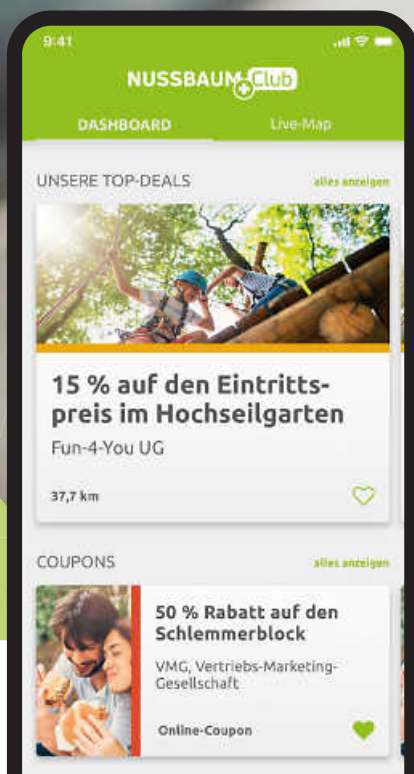 9:41
NUSSBAUM Club
DASHBOARD Live-Map
UNSERE TOP-DEALS alles anzeigen
15 % auf den Eintritts-
preis im Hochseilgarten
Fun-4-You UG
37,7 km
COUPONS alles anzeigen
50 % Rabatt auf den
Schlemmerblock
VMG, Vertriebs-Marketing-
Gesellschaft
Online-Coupon